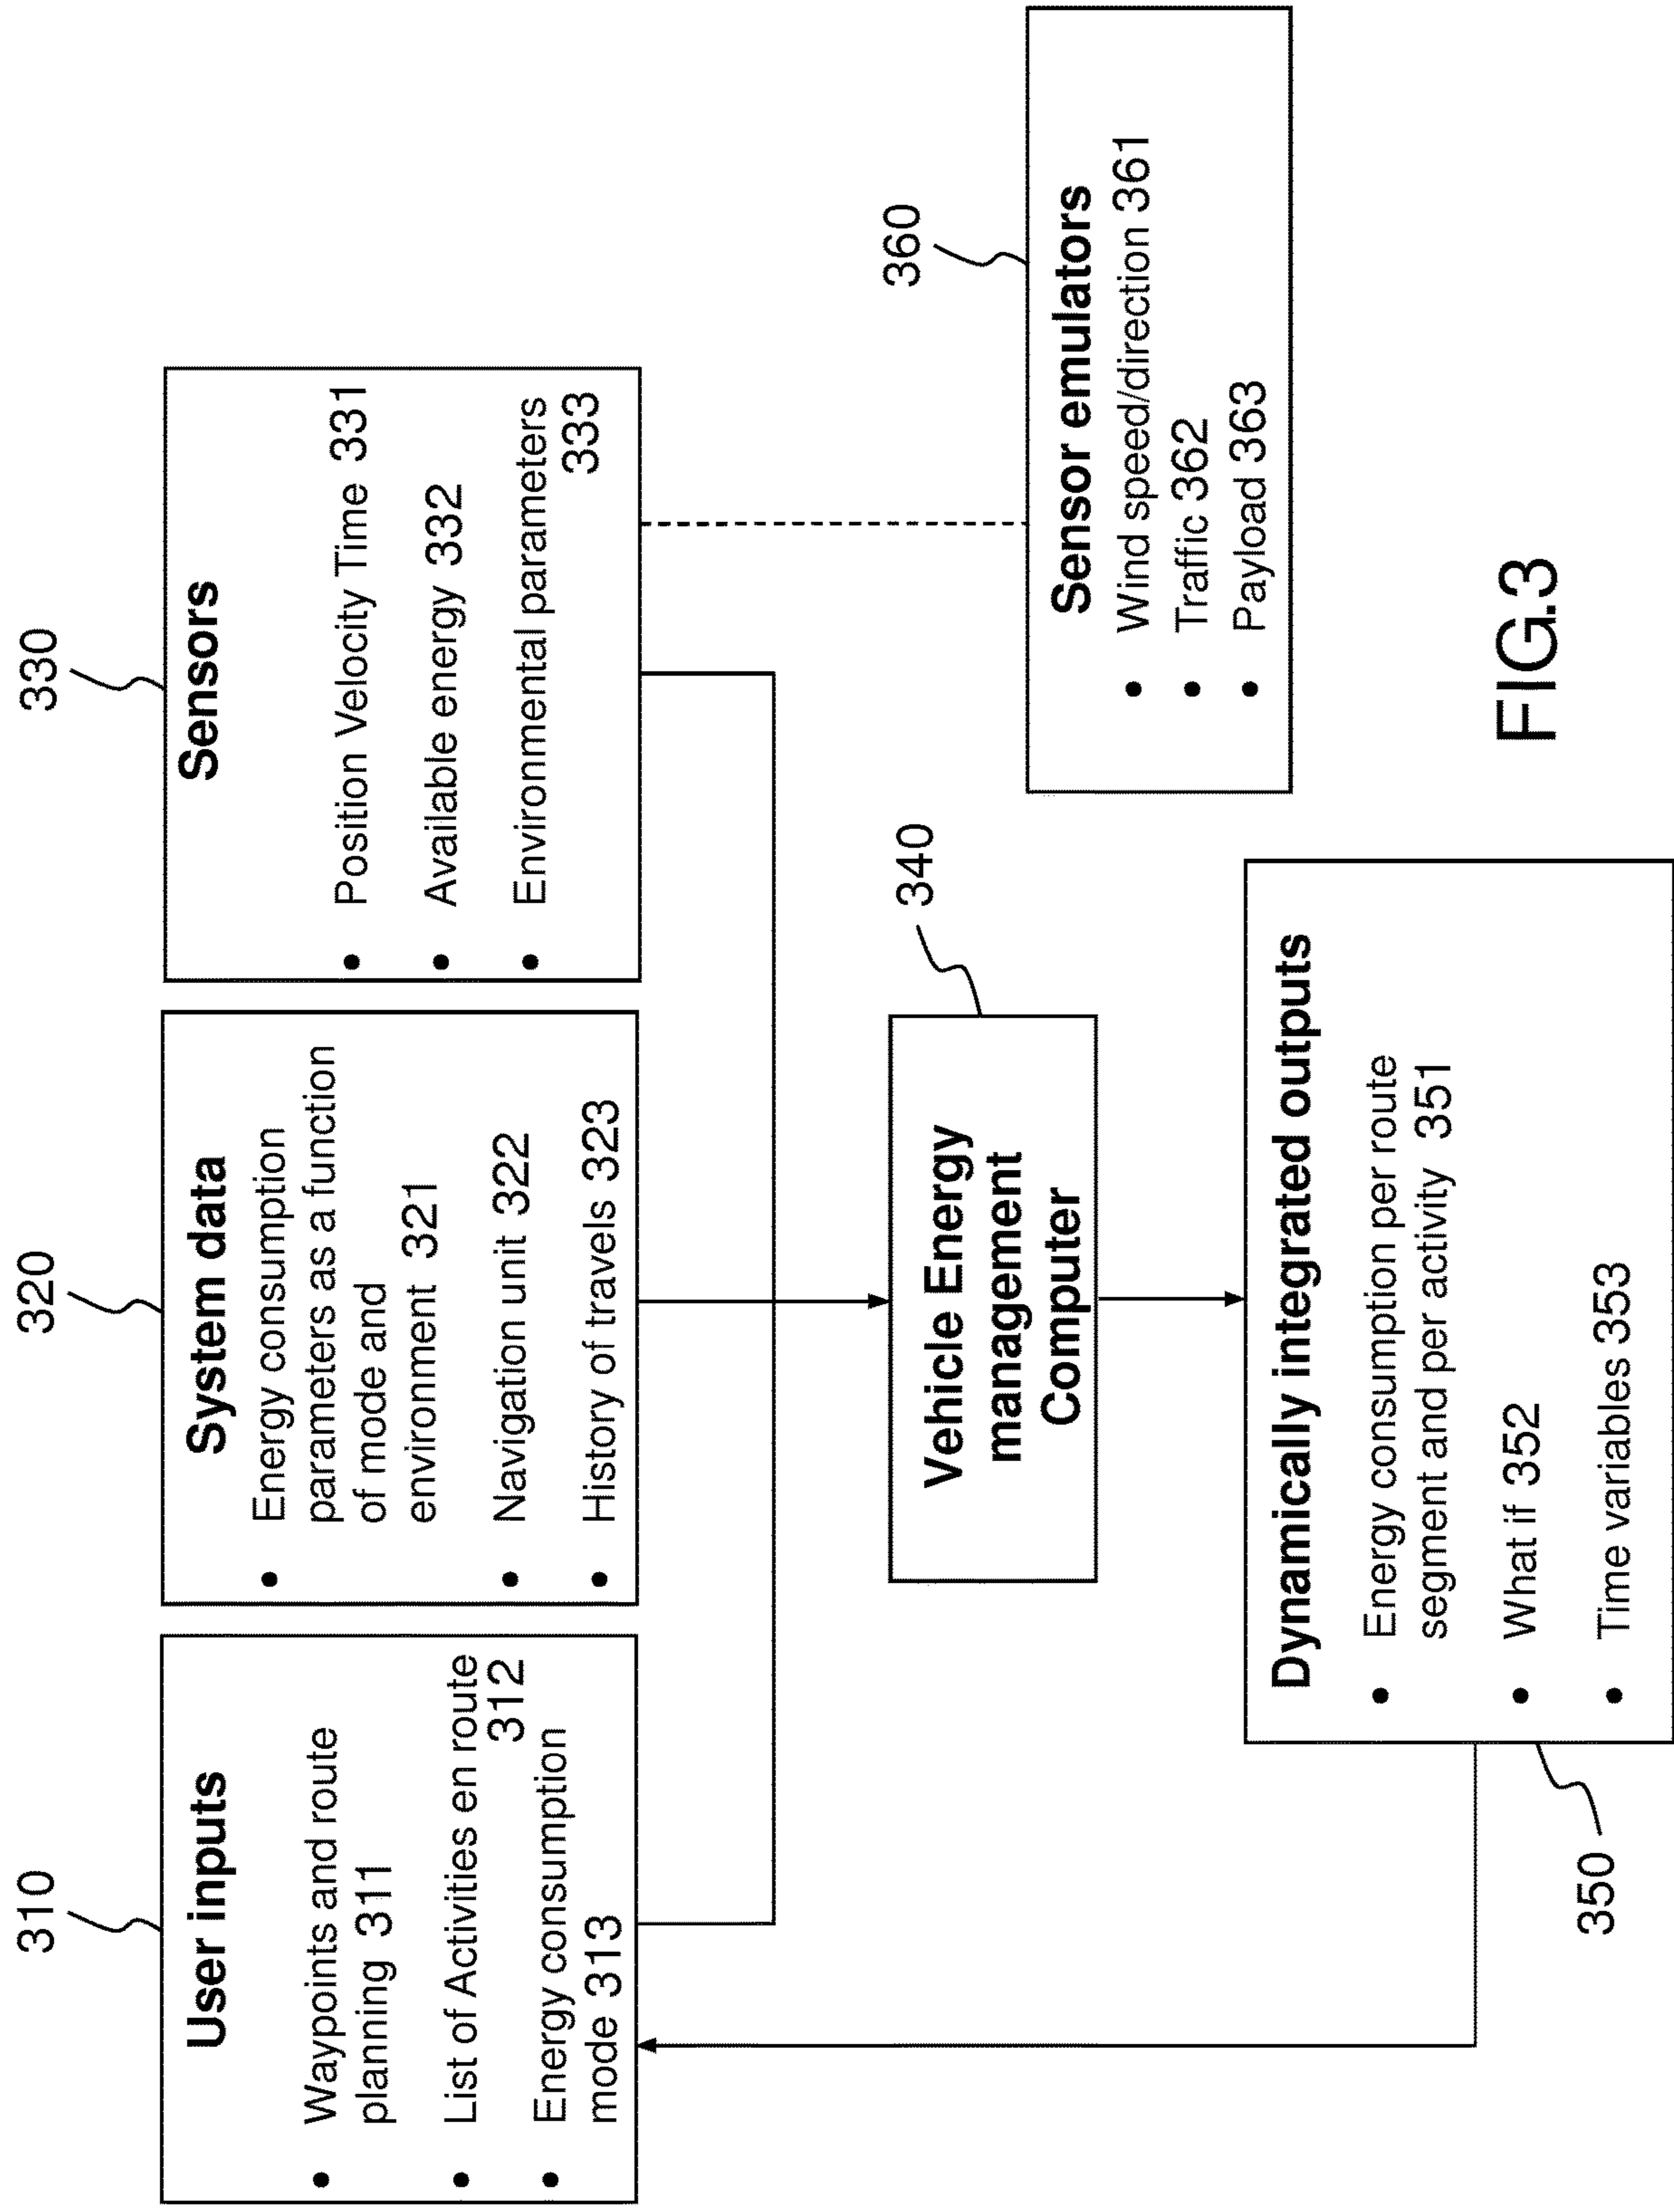 310
User inputs
• Waypoints and route
planning 311
• List of Activities en route
312
• Energy consumption
mode 313
320
System data
• Energy consumption
parameters as a function
of mode and
environment 321
• Navigation unit 322
• History of travels 323
330
Sensors
• Position Velocity Time 331
• Available energy 332
• Environmental parameters
333
340
Vehicle Energy
management
Computer
360
Sensor emulators
• Wind speed/direction 361
• Traffic 362
• Payload 363
350
Dynamically integrated outputs
• Energy consumption per route
segment and per activity 351
• What if 352
• Time variables 353
FIG.3